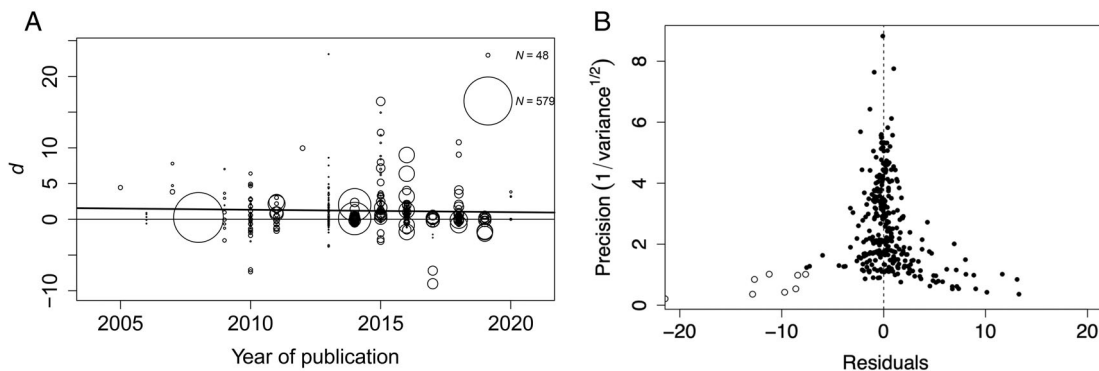 A
N = 48
N = 579
20
10
5
0
−10
d
2005
2010
2015
2020
Year of publication
B
8
6
4
2
0
Precision (1 / variance^1/2)
−20
−10
0
10
20
Residuals